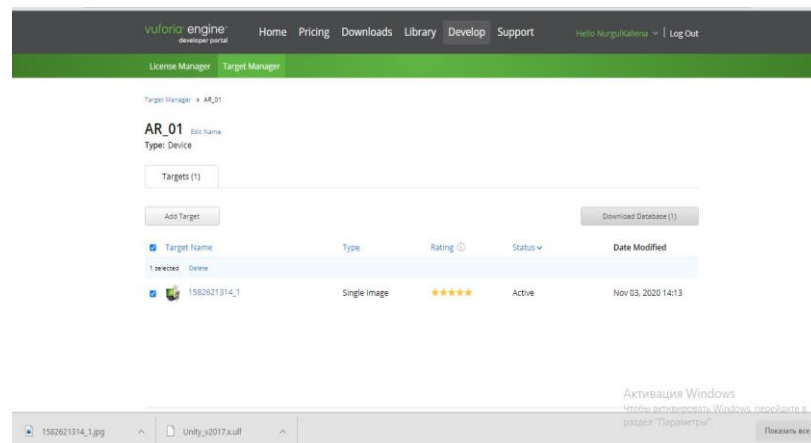 vuforia engine
developer portal
Home Pricing Downloads Library Develop Support
Hello NurgulKaliena | Log Out
License Manager Target Manager
Target Manager > AR_01
AR_01 Edit Name
Type: Device
Targets (1)
Add Target
Download Database (1)
Target Name Type Rating Status Date Modified
1 selected Delete
1582621314_1 Single Image Active Nov 03, 2020 14:13
Активация Windows
Чтобы активировать Windows, перейдите в
раздел "Параметры".
1582621314_1.jpg
Unity_v2017.x.ulf
Показать все